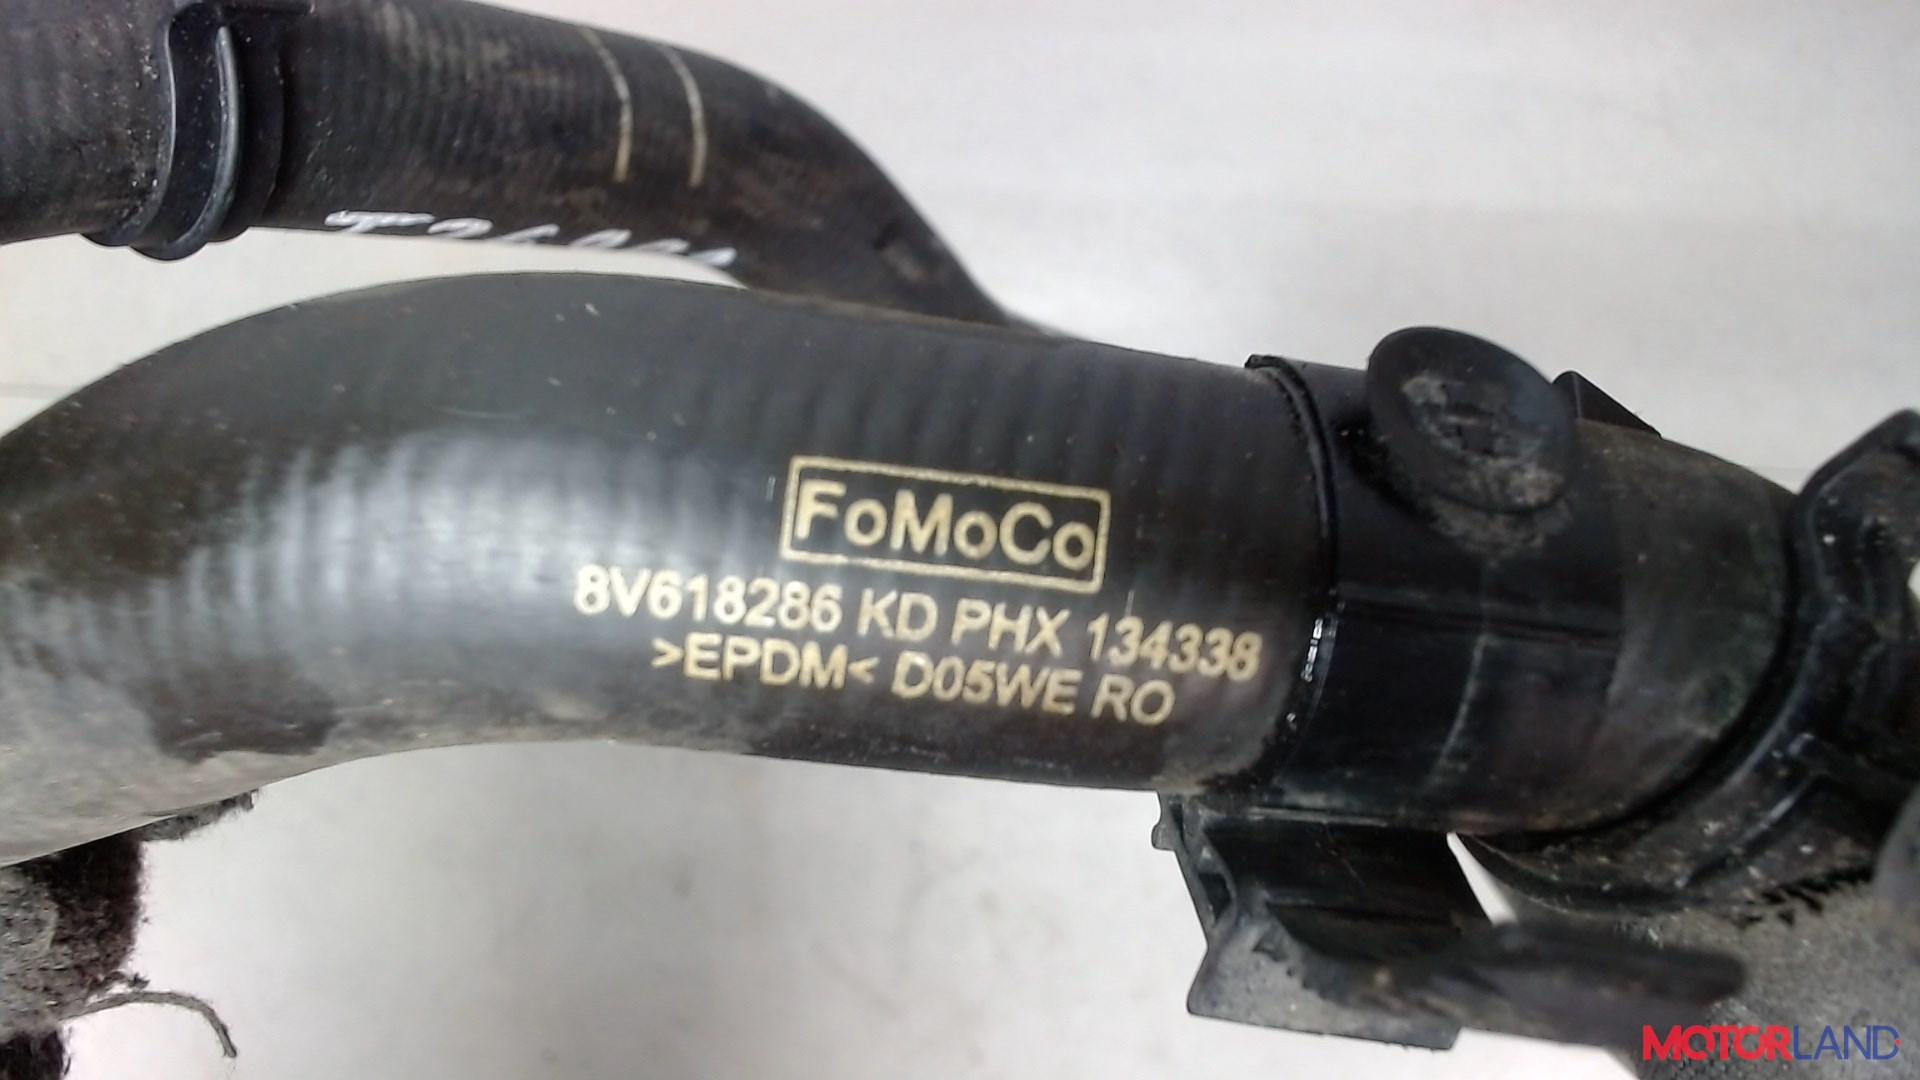 FoMoCo
8V618286 KD PHX 134338
>EPDM< D05WE RO
MOTORLAND